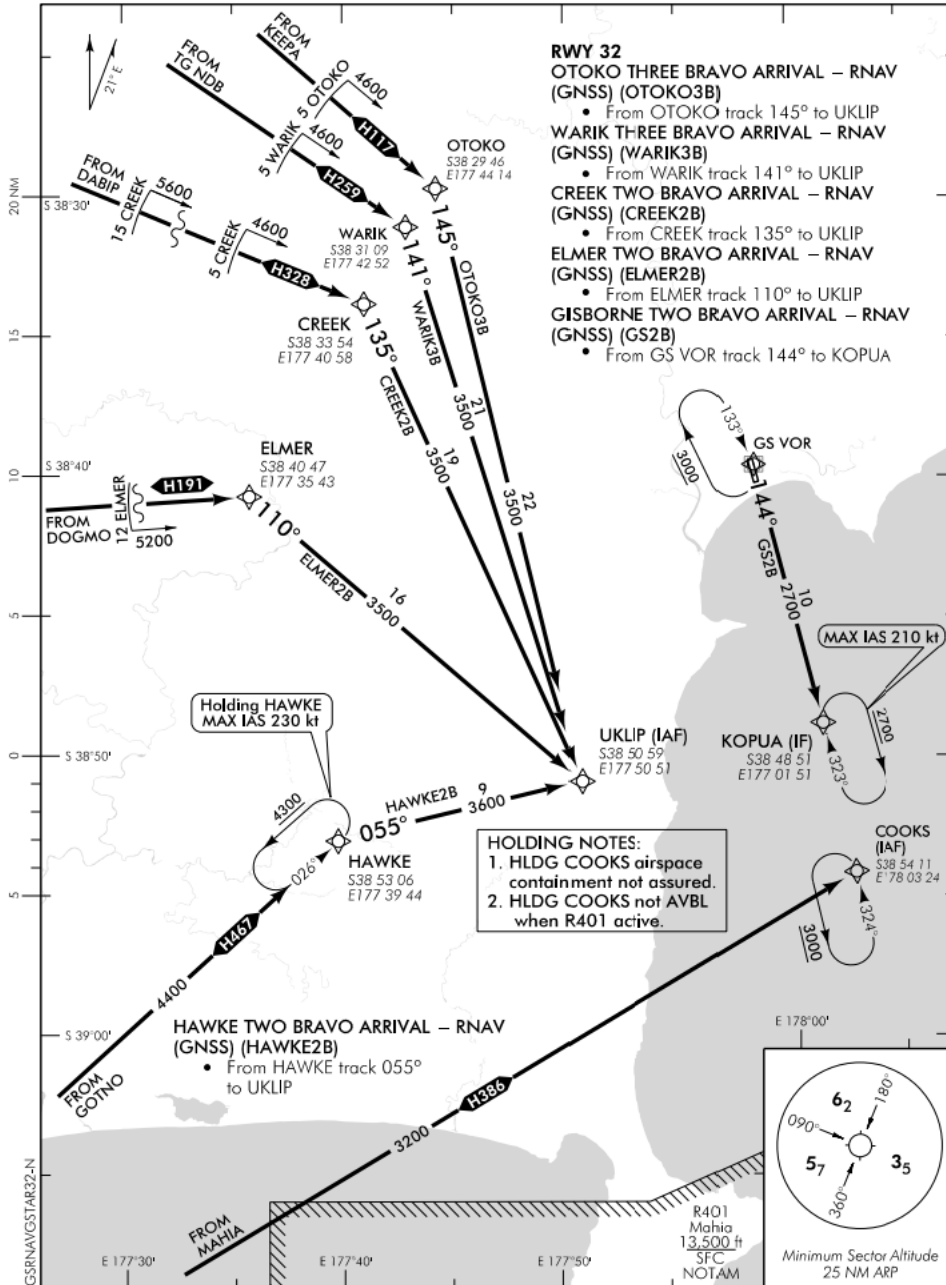 RWY 32
OTOKO THREE BRAVO ARRIVAL – RNAV
(GNSS) (OTOKO3B)
• From OTOKO track 145° to UKLIP
WARIK THREE BRAVO ARRIVAL – RNAV
(GNSS) (WARIK3B)
• From WARIK track 141° to UKLIP
CREEK TWO BRAVO ARRIVAL – RNAV
(GNSS) (CREEK2B)
• From CREEK track 135° to UKLIP
ELMER TWO BRAVO ARRIVAL – RNAV
(GNSS) (ELMER2B)
• From ELMER track 110° to UKLIP
GISBORNE TWO BRAVO ARRIVAL – RNAV
(GNSS) (GS2B)
• From GS VOR track 144° to KOPUA
21° E
FROM
KEEPA
5 OTOKO
4600
H117
OTOKO
S38 29 46
E177 44 14
145°
OTOKO3B
22
3500
FROM
TG NDB
5 WARIK
4600
H259
WARIK
S38 31 09
E177 42 52
141°
WARIK3B
21
3500
FROM
DABIP
15 CREEK
5600
5 CREEK
4600
H328
CREEK
S38 33 54
E177 40 58
135°
CREEK2B
19
3500
20 NM
S 38°30'
15
10
S 38°40'
5
0
S 38°50'
5
S 39°00'
ELMER
S38 40 47
E177 35 43
H191
FROM
DOGMO
12 ELMER
5200
110°
ELMER2B
16
3500
133°
3000
GS VOR
144°
GS2B
10
2700
MAX IAS 210 kt
KOPUA (IF)
S38 48 51
E177 01 51
2700
323°
Holding HAWKE
MAX IAS 230 kt
4300
026°
HAWKE
S38 53 06
E177 39 44
055°
HAWKE2B
9
3600
UKLIP (IAF)
S38 50 59
E177 50 51
H467
4400
FROM
GOTNO
HOLDING NOTES:
1. HLDG COOKS airspace
containment not assured.
2. HLDG COOKS not AVBL
when R401 active.
COOKS
(IAF)
S38 54 11
E'78 03 24
324°
3000
HAWKE TWO BRAVO ARRIVAL – RNAV
(GNSS) (HAWKE2B)
• From HAWKE track 055°
to UKLIP
H386
3200
FROM
MAHIA
E 178°00'
62
090°
180°
57
35
360°
Minimum Sector Altitude
25 NM ARP
R401
Mahia
13,500 ft
SFC
NOTAM
E 177°30'
E 177°40'
E 177°50'
GSRNAVGSTAR32-N